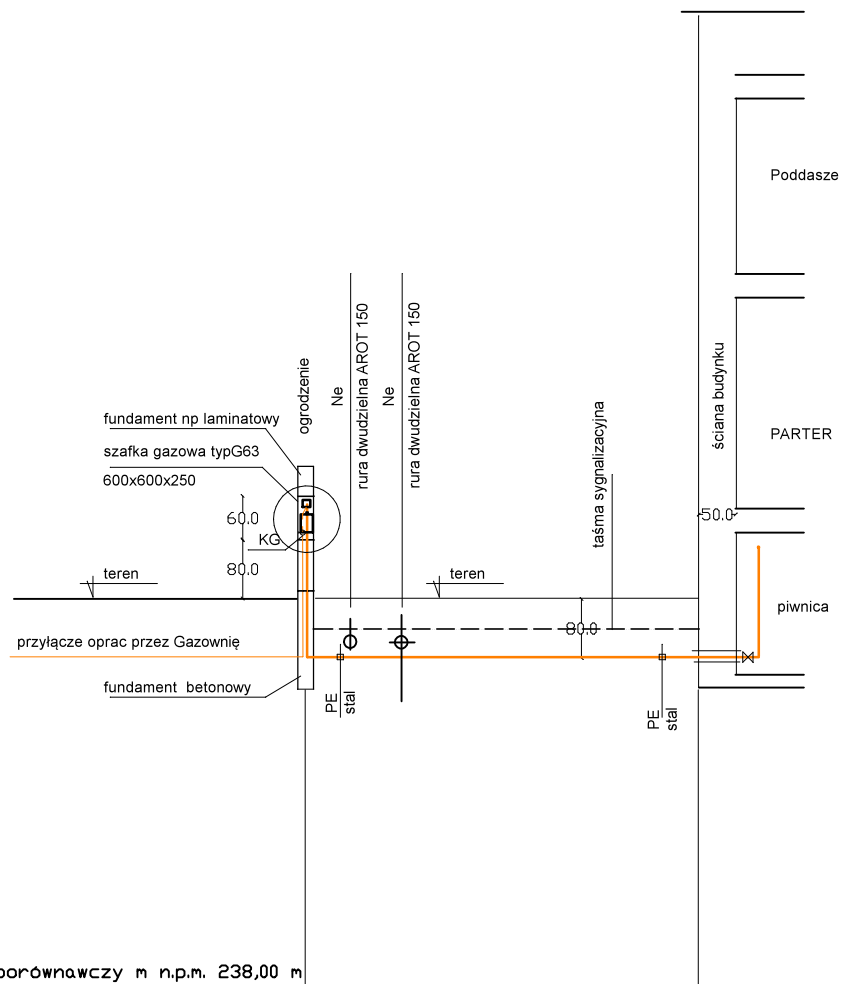 Poddasze
PARTER
piwnica
ściana budynku
50.0
taśma sygnalizacyjna
Ne
rura dwudzielna AROT 150
Ne
rura dwudzielna AROT 150
ogrodzenie
fundament np laminatowy
szafka gazowa typG63
600x600x250
60.0
KG
80.0
teren
teren
80.0
przyłącze oprac przez Gazownię
fundament betonowy
PE
stal
PE
stal
porównawczy m n.p.m. 238,00 m